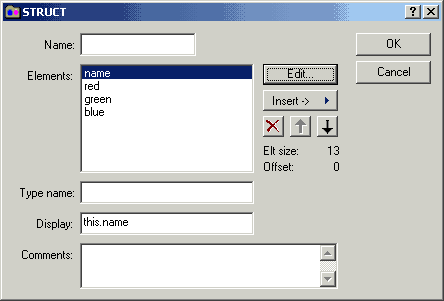 STRUCT
Name:
OK
Elements:
name
red
green
blue
Edit...
Cancel
Insert ->
Elt size: 13
Offset: 0
Type name:
Display:
this.name
Comments: